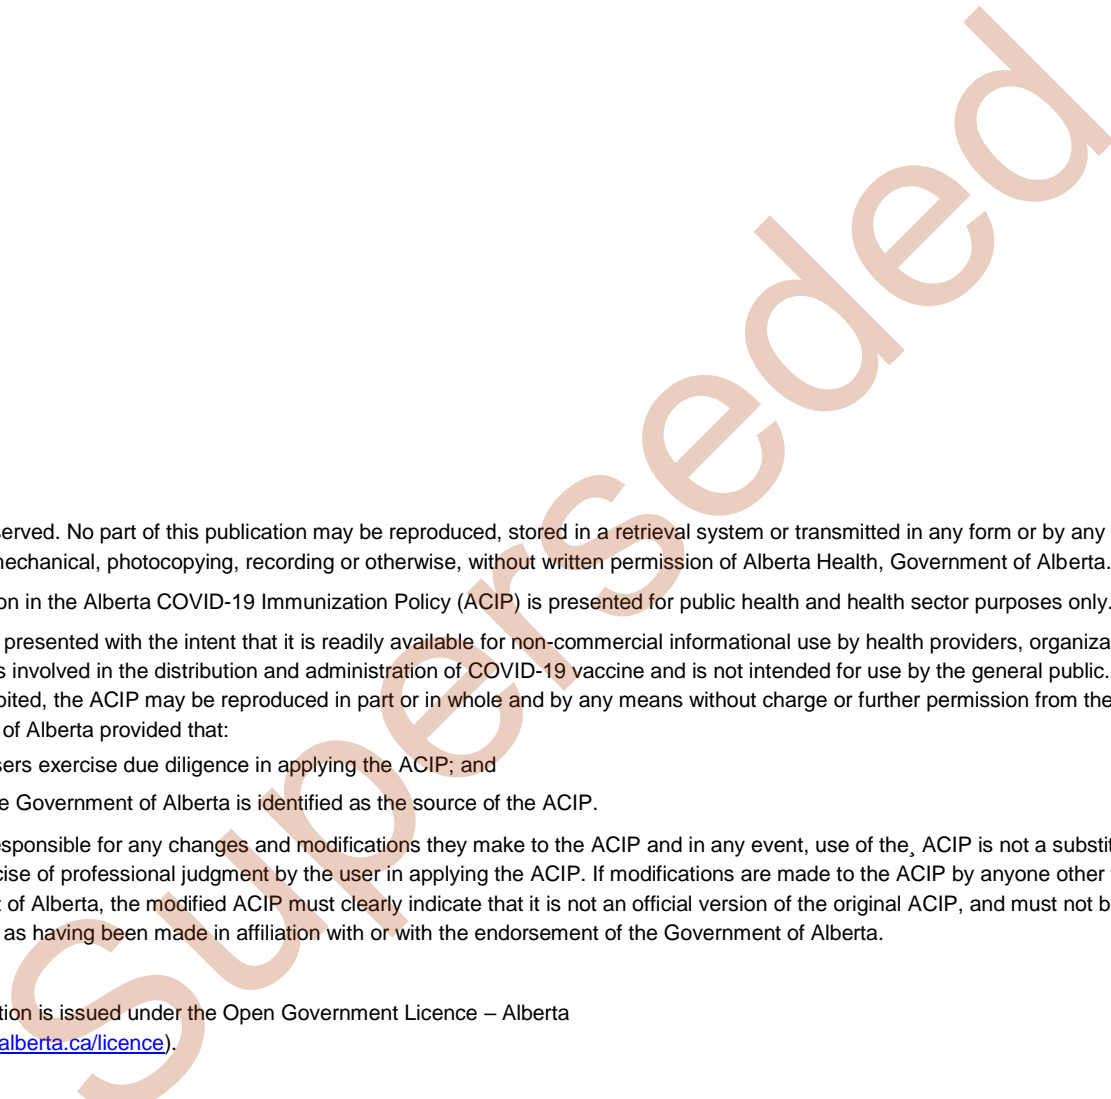 served. No part of this publication may be reproduced, stored in a retrieval system or transmitted in any form or by any
mechanical, photocopying, recording or otherwise, without written permission of Alberta Health, Government of Alberta.
on in the Alberta COVID-19 Immunization Policy (ACIP) is presented for public health and health sector purposes only.
presented with the intent that it is readily available for non-commercial informational use by health providers, organiza
s involved in the distribution and administration of COVID-19 vaccine and is not intended for use by the general public.
bited, the ACIP may be reproduced in part or in whole and by any means without charge or further permission from the
of Alberta provided that:
sers exercise due diligence in applying the ACIP; and
e Government of Alberta is identified as the source of the ACIP.
esponsible for any changes and modifications they make to the ACIP and in any event, use of the¸ ACIP is not a substit
cise of professional judgment by the user in applying the ACIP. If modifications are made to the ACIP by anyone other
t of Alberta, the modified ACIP must clearly indicate that it is not an official version of the original ACIP, and must not b
as having been made in affiliation with or with the endorsement of the Government of Alberta.
tion is issued under the Open Government Licence – Alberta
alberta.ca/licence).
Superseded